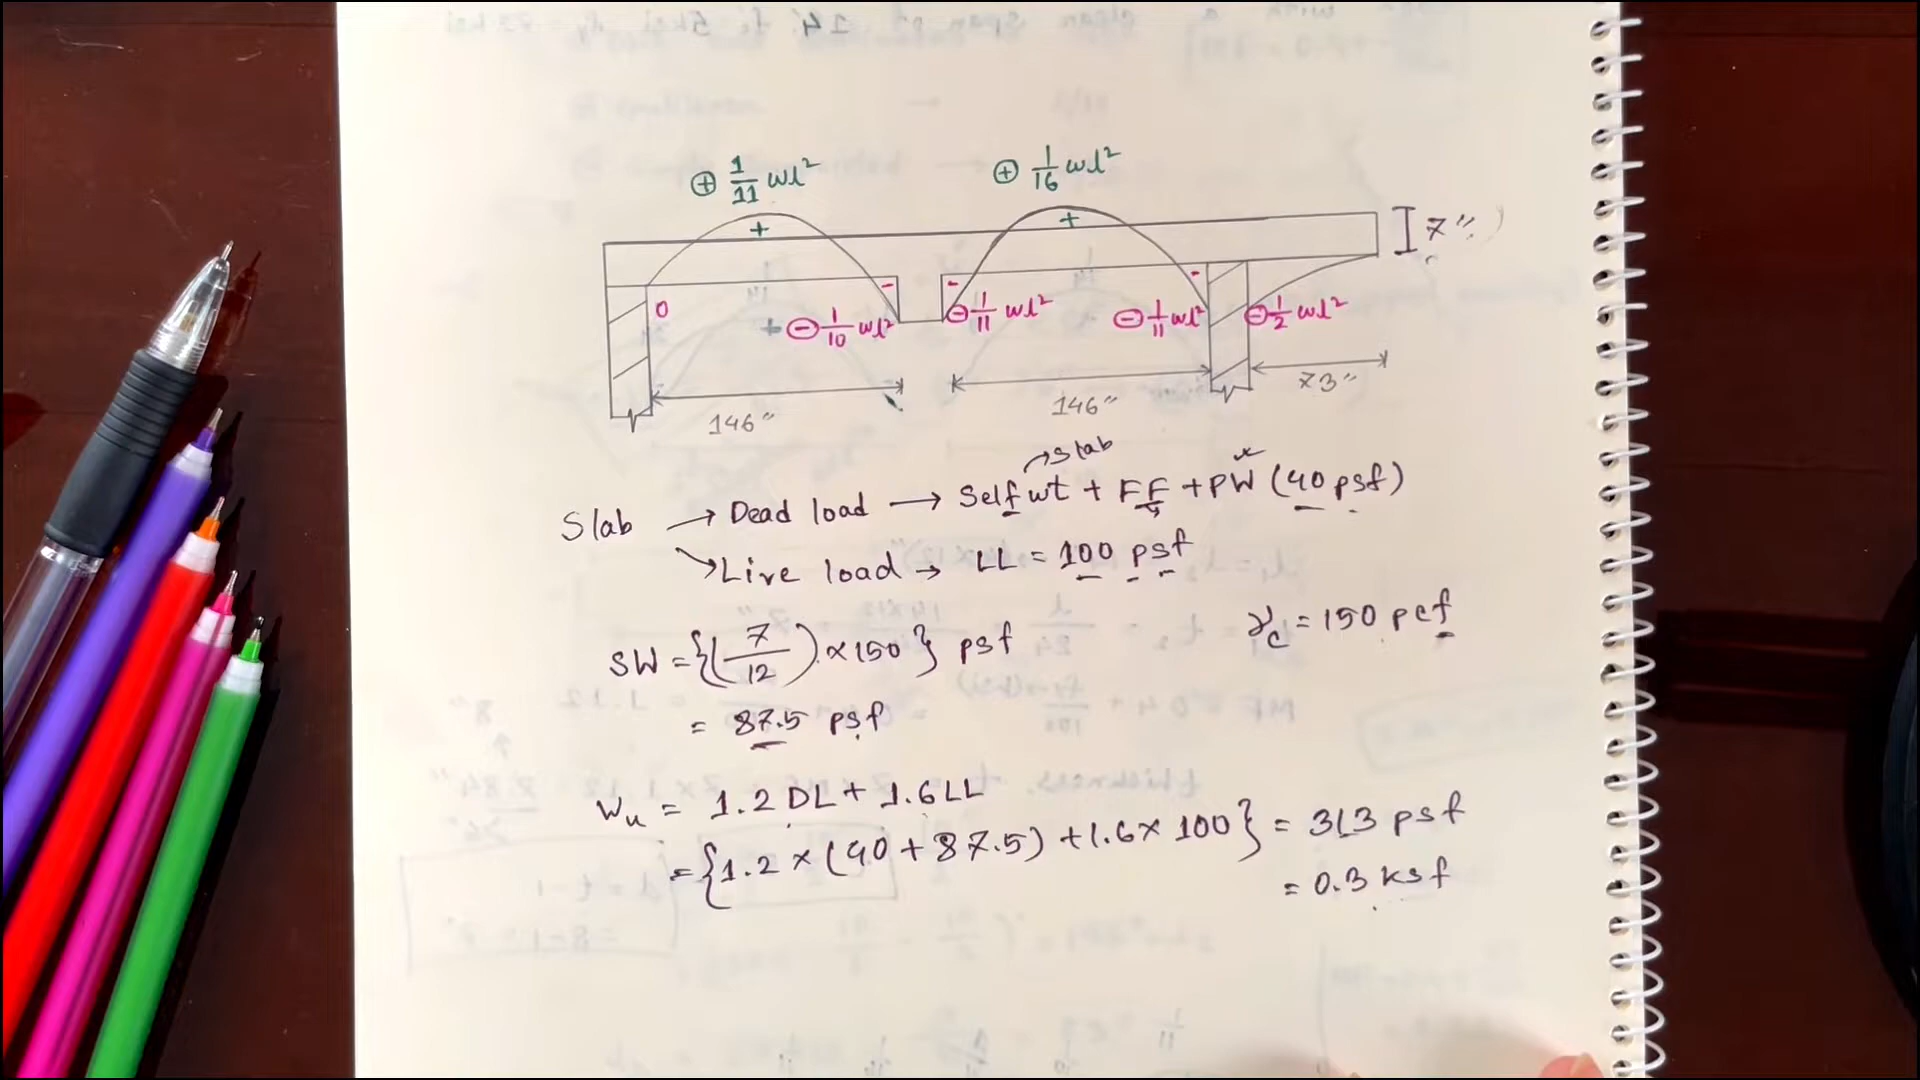 ⊕ 1/11 wl² ⊕ 1/16 wl²
+ + 7"
- - -
0 ⊖ 1/10 wl² ⊖ 1/11 wl² ⊖ 1/11 wl² ⊖ 1/2 wl²
146" 146" 73"
→ Slab
Slab → Dead load → Self wt + FF + PW (40 psf)
→ Live load → LL = 100 psf
γc = 150 pcf
SW = {(7/12) × 150} psf
= 87.5 psf
Wu = 1.2 DL + 1.6 LL
= {1.2 × (40 + 87.5) + 1.6 × 100} = 313 psf
= 0.3 ksf